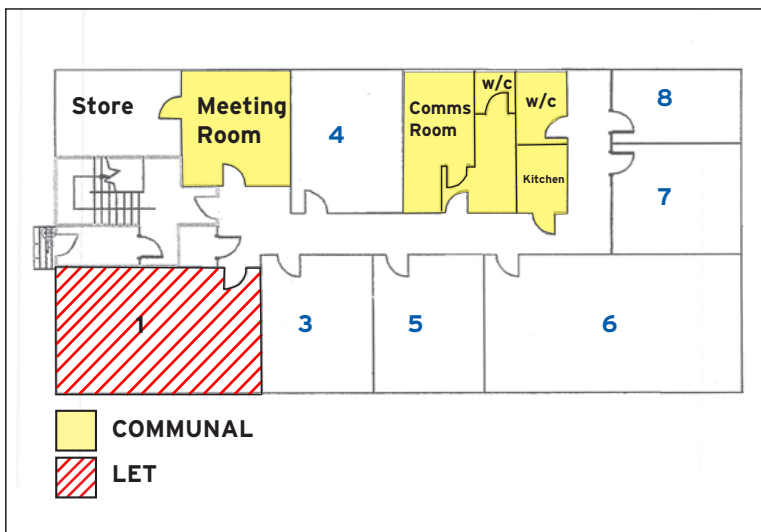 Store
Meeting
Room
4
Comms
Room
w/c
w/c
Kitchen
8
7
1
3
5
6
COMMUNAL
LET